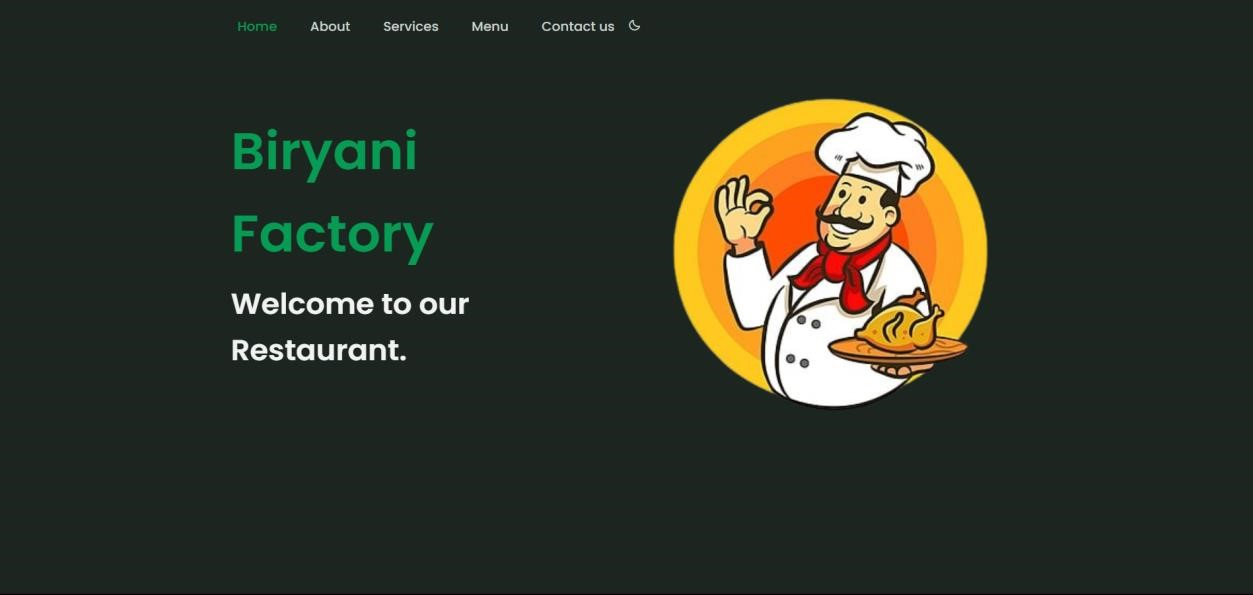 Home About Services Menu Contact us
Biryani
Factory
Welcome to our
Restaurant.